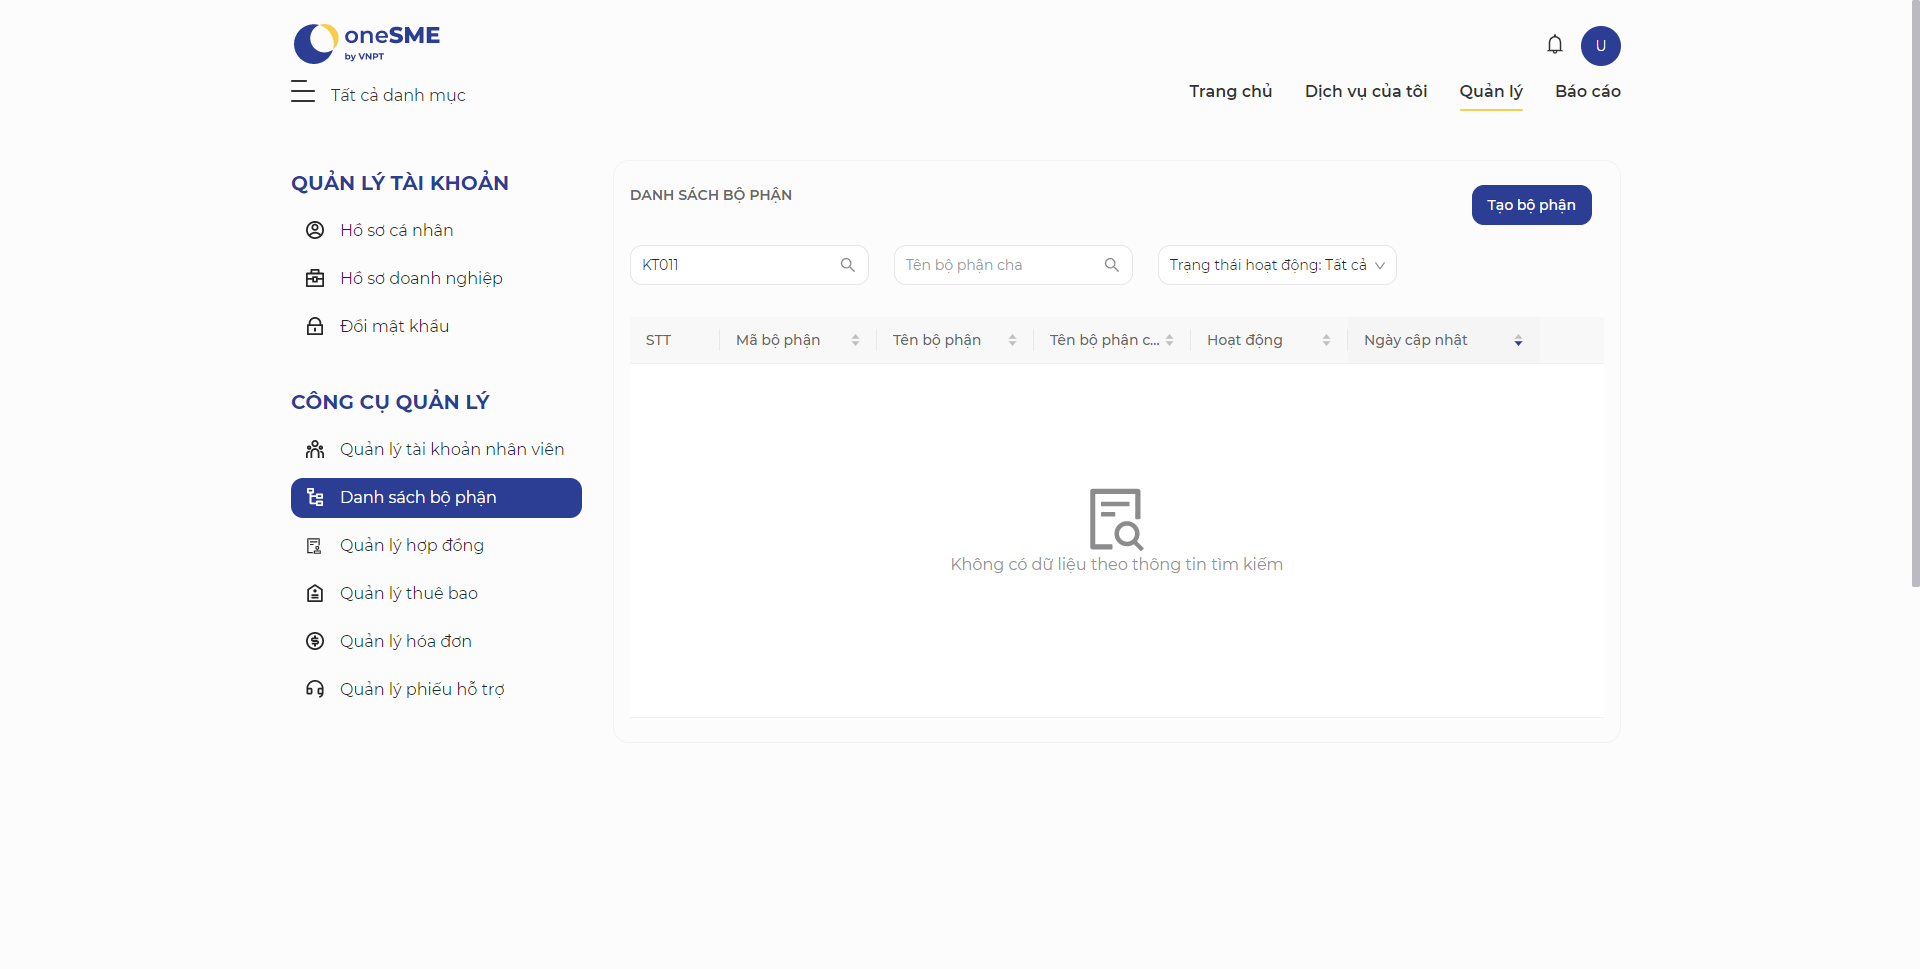 oneSME
by VNPT
U
Tất cả danh mục
Trang chủ
Dịch vụ của tôi
Quản lý
Báo cáo
QUẢN LÝ TÀI KHOẢN
Hồ sơ cá nhân
Hồ sơ doanh nghiệp
Đổi mật khẩu
CÔNG CỤ QUẢN LÝ
Quản lý tài khoản nhân viên
Danh sách bộ phận
Quản lý hợp đồng
Quản lý thuê bao
Quản lý hóa đơn
Quản lý phiếu hỗ trợ
DANH SÁCH BỘ PHẬN
Tạo bộ phận
KT011
Tên bộ phận cha
Trạng thái hoạt động: Tất cả
STT
Mã bộ phận
Tên bộ phận
Tên bộ phận c...
Hoạt động
Ngày cập nhật
Không có dữ liệu theo thông tin tìm kiếm